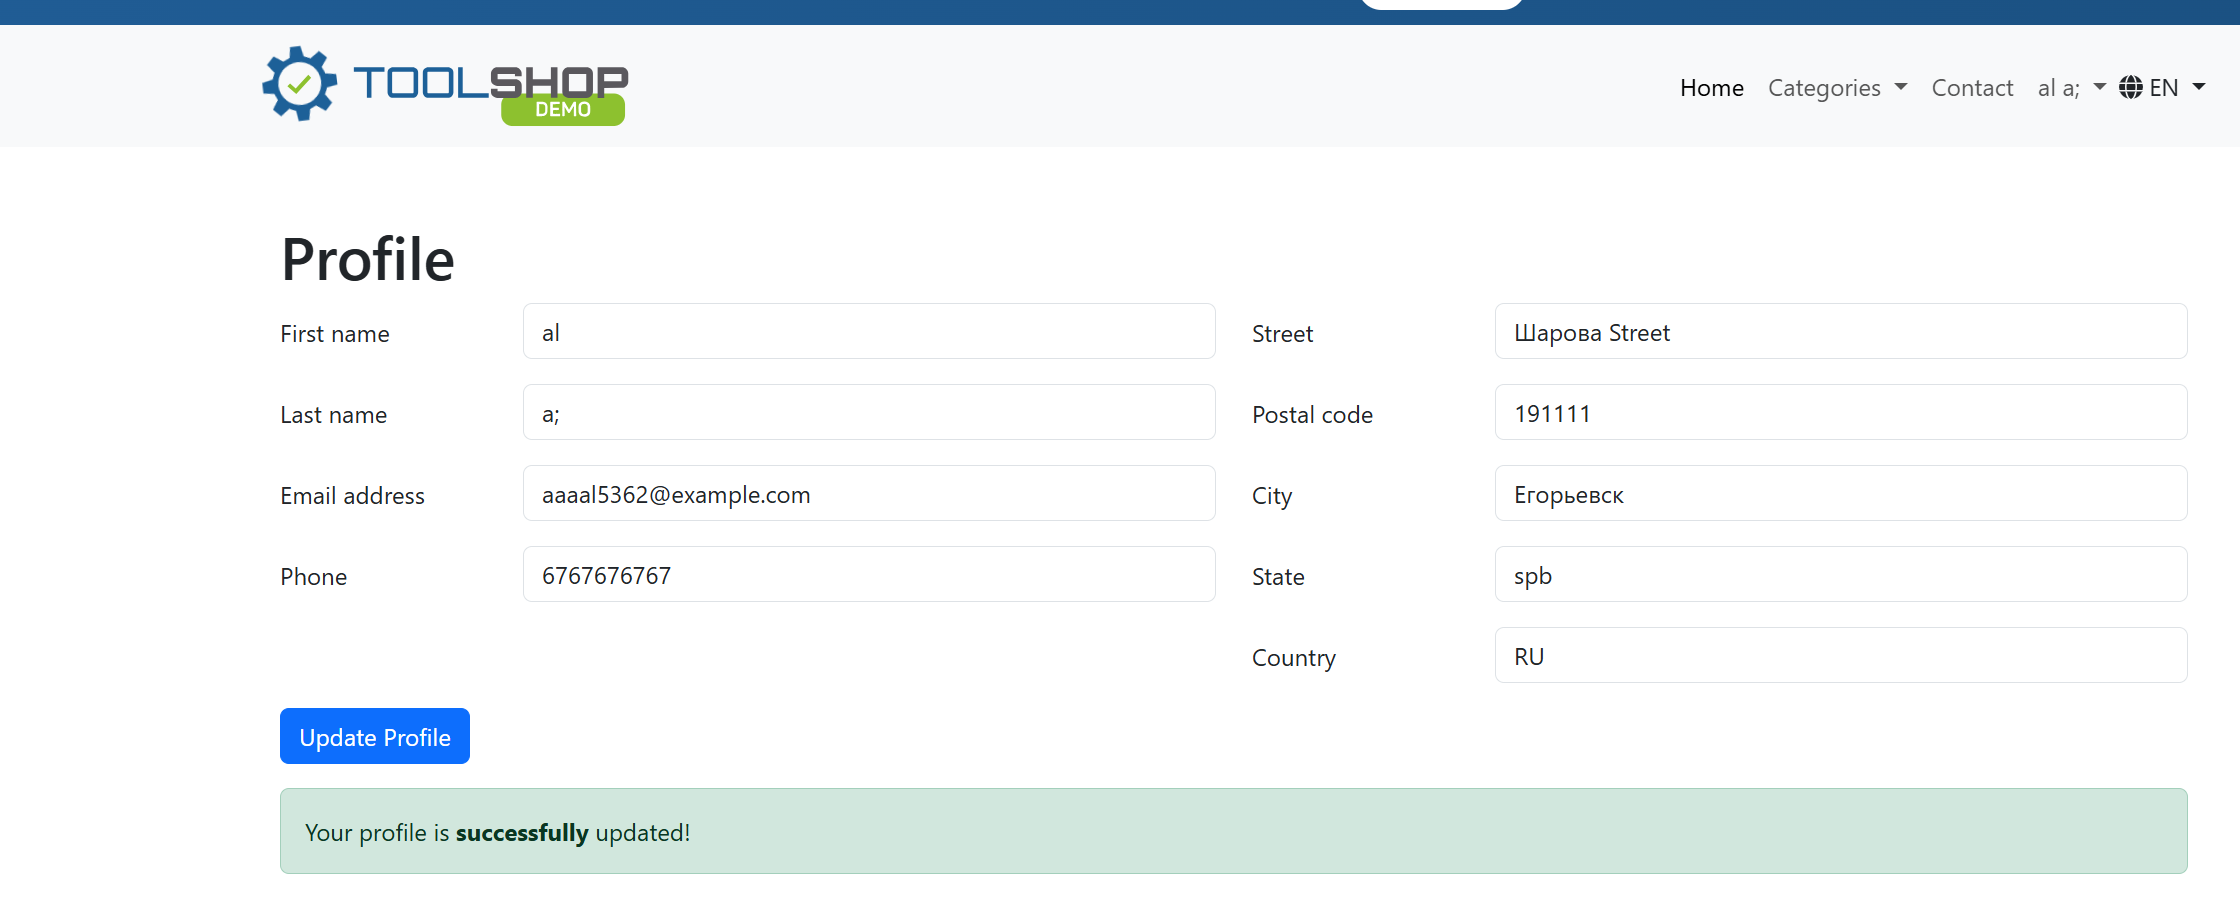 TOOLSHOP
DEMO
Home Categories Contact al a; EN
Profile
First name al
Last name a;
Email address aaaal5362@example.com
Phone 6767676767
Street Шарова Street
Postal code 191111
City Егорьевск
State spb
Country RU
Update Profile
Your profile is successfully updated!